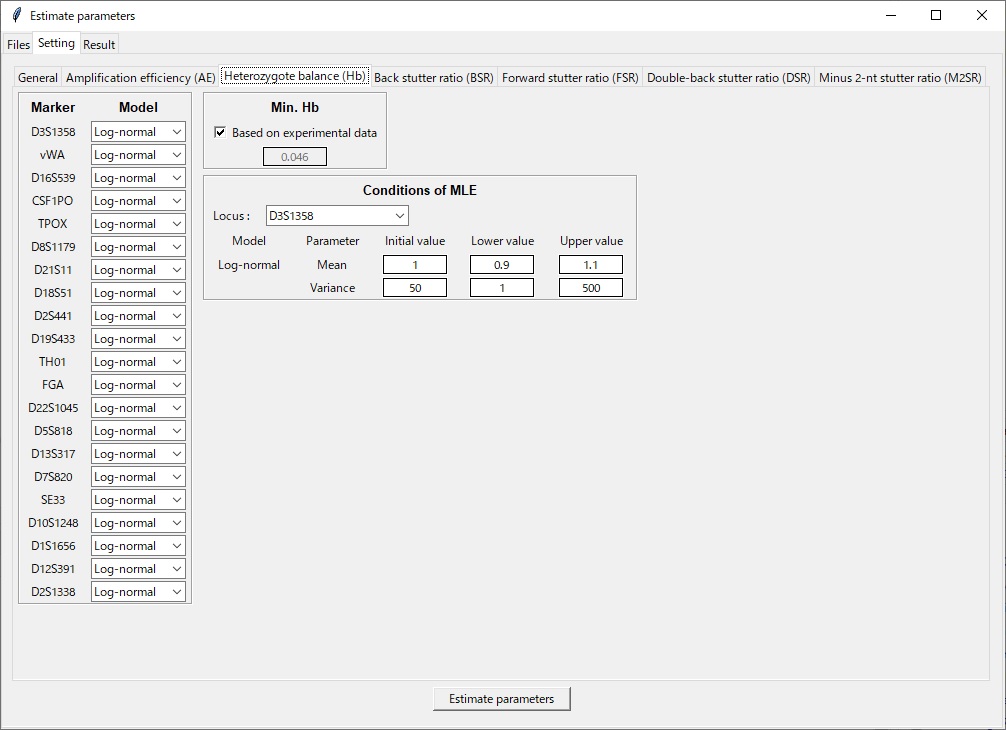 Estimate parameters
Files Setting Result
General Amplification efficiency (AE) Heterozygote balance (Hb) Back stutter ratio (BSR) Forward stutter ratio (FSR) Double-back stutter ratio (DSR) Minus 2-nt stutter ratio (M2SR)
Marker Model
D3S1358 Log-normal
vWA Log-normal
D16S539 Log-normal
CSF1PO Log-normal
TPOX Log-normal
D8S1179 Log-normal
D21S11 Log-normal
D18S51 Log-normal
D2S441 Log-normal
D19S433 Log-normal
TH01 Log-normal
FGA Log-normal
D22S1045 Log-normal
D5S818 Log-normal
D13S317 Log-normal
D7S820 Log-normal
SE33 Log-normal
D10S1248 Log-normal
D1S1656 Log-normal
D12S391 Log-normal
D2S1338 Log-normal
Min. Hb
Based on experimental data
0.046
Conditions of MLE
Locus : D3S1358
Model Parameter Initial value Lower value Upper value
Log-normal Mean 1 0.9 1.1
Variance 50 1 500
Estimate parameters